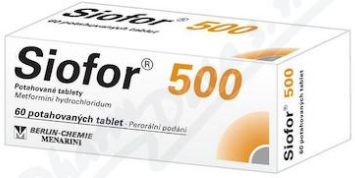 Siofor® 500
Potahované tablety
Metformini hydrochloridum
60 potahovaných tablet - Perorální podání
BERLIN-CHEMIE
MENARINI
Siofor® 500
60 potahovaných tablet